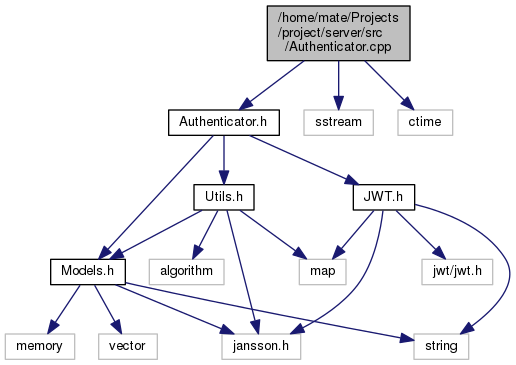 /home/mate/Projects
/project/server/src
/Authenticator.cpp
Authenticator.h
sstream
ctime
Utils.h
JWT.h
Models.h
algorithm
map
jwt/jwt.h
memory
vector
jansson.h
string